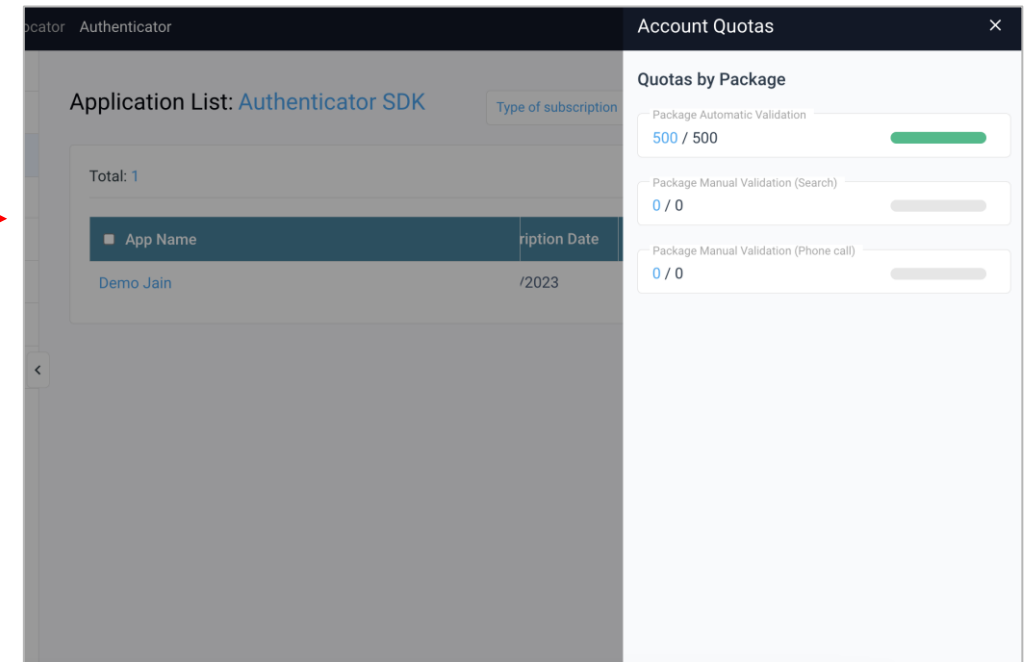 Authenticator
Account Quotas
Quotas by Package
Application List: Authenticator SDK
Type of subscription
Package Automatic Validation
500 / 500
Total: 1
Package Manual Validation (Search)
0 / 0
App Name
ription Date
Package Manual Validation (Phone call)
0 / 0
Demo Jain
/2023